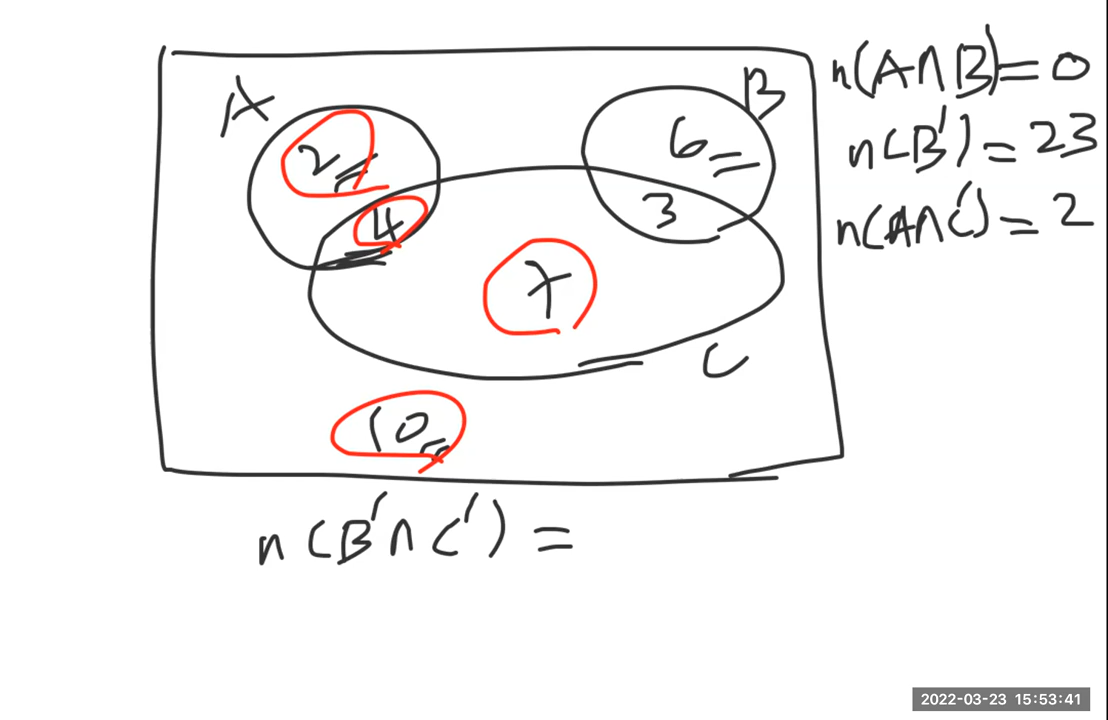 A
B
n(A∩B)=0
2
6
n(B')=23
4
3
n(A∩C')=2
7
C
10
n(B'∩C')=
2022-03-23 15:53:41